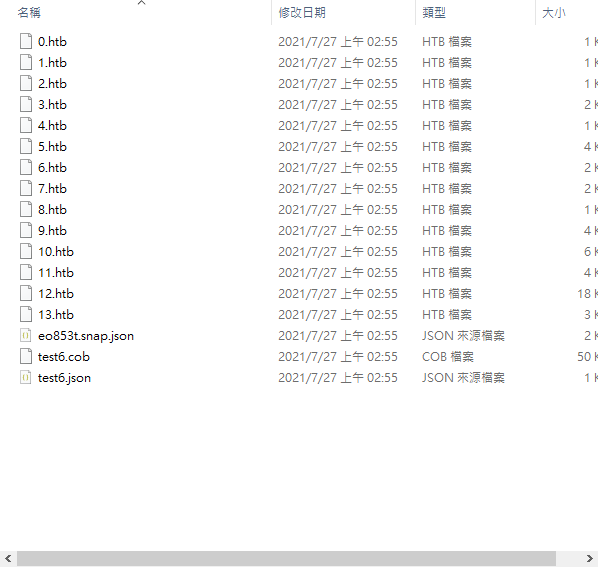 名稱 修改日期 類型 大小
0.htb 2021/7/27 上午 02:55 HTB 檔案 1 K
1.htb 2021/7/27 上午 02:55 HTB 檔案 1 K
2.htb 2021/7/27 上午 02:55 HTB 檔案 1 K
3.htb 2021/7/27 上午 02:55 HTB 檔案 2 K
4.htb 2021/7/27 上午 02:55 HTB 檔案 1 K
5.htb 2021/7/27 上午 02:55 HTB 檔案 4 K
6.htb 2021/7/27 上午 02:55 HTB 檔案 2 K
7.htb 2021/7/27 上午 02:55 HTB 檔案 2 K
8.htb 2021/7/27 上午 02:55 HTB 檔案 1 K
9.htb 2021/7/27 上午 02:55 HTB 檔案 4 K
10.htb 2021/7/27 上午 02:55 HTB 檔案 6 K
11.htb 2021/7/27 上午 02:55 HTB 檔案 4 K
12.htb 2021/7/27 上午 02:55 HTB 檔案 18 K
13.htb 2021/7/27 上午 02:55 HTB 檔案 3 K
eo853t.snap.json 2021/7/27 上午 02:55 JSON 來源檔案 2 K
test6.cob 2021/7/27 上午 02:55 COB 檔案 50 K
test6.json 2021/7/27 上午 02:55 JSON 來源檔案 1 K